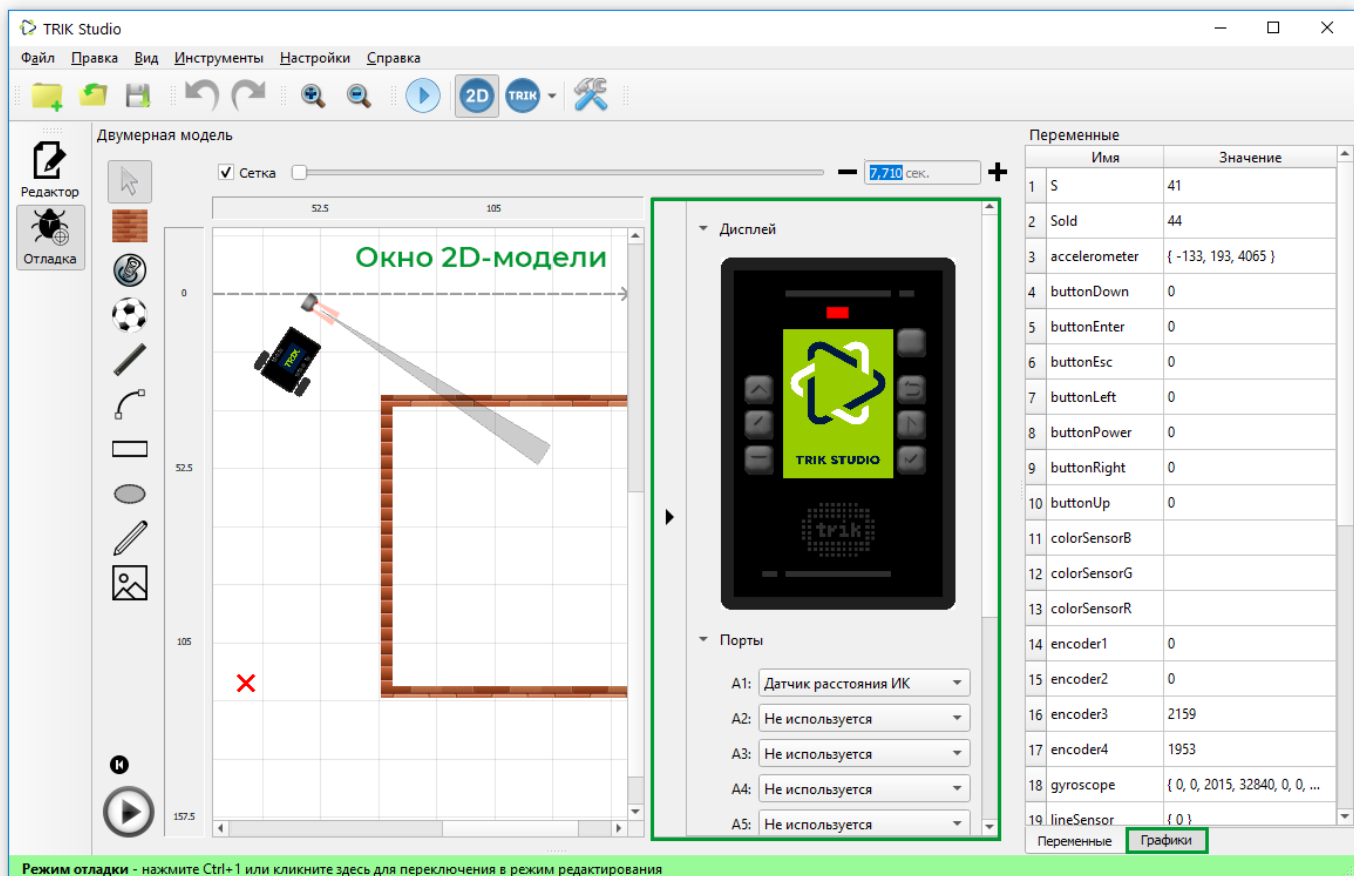 TRIK Studio
Файл Правка Вид Инструменты Настройки Справка
2D TRIK
Двумерная модель
Переменные
Редактор
Отладка
Сетка
7,710 сек.
52.5 105
0
52.5
105
157.5
Окно 2D-модели
TRIK
Дисплей
TRIK STUDIO
trik
Порты
A1: Датчик расстояния ИК
A2: Не используется
A3: Не используется
A4: Не используется
A5: Не используется
Имя Значение
1 S 41
2 Sold 44
3 accelerometer { -133, 193, 4065 }
4 buttonDown 0
5 buttonEnter 0
6 buttonEsc 0
7 buttonLeft 0
8 buttonPower 0
9 buttonRight 0
10 buttonUp 0
11 colorSensorB
12 colorSensorG
13 colorSensorR
14 encoder1 0
15 encoder2 0
16 encoder3 2159
17 encoder4 1953
18 gyroscope { 0, 0, 2015, 32840, 0, 0, ...
19 lineSensor { 0 }
Переменные Графики
Режим отладки - нажмите Ctrl+1 или кликните здесь для переключения в режим редактирования